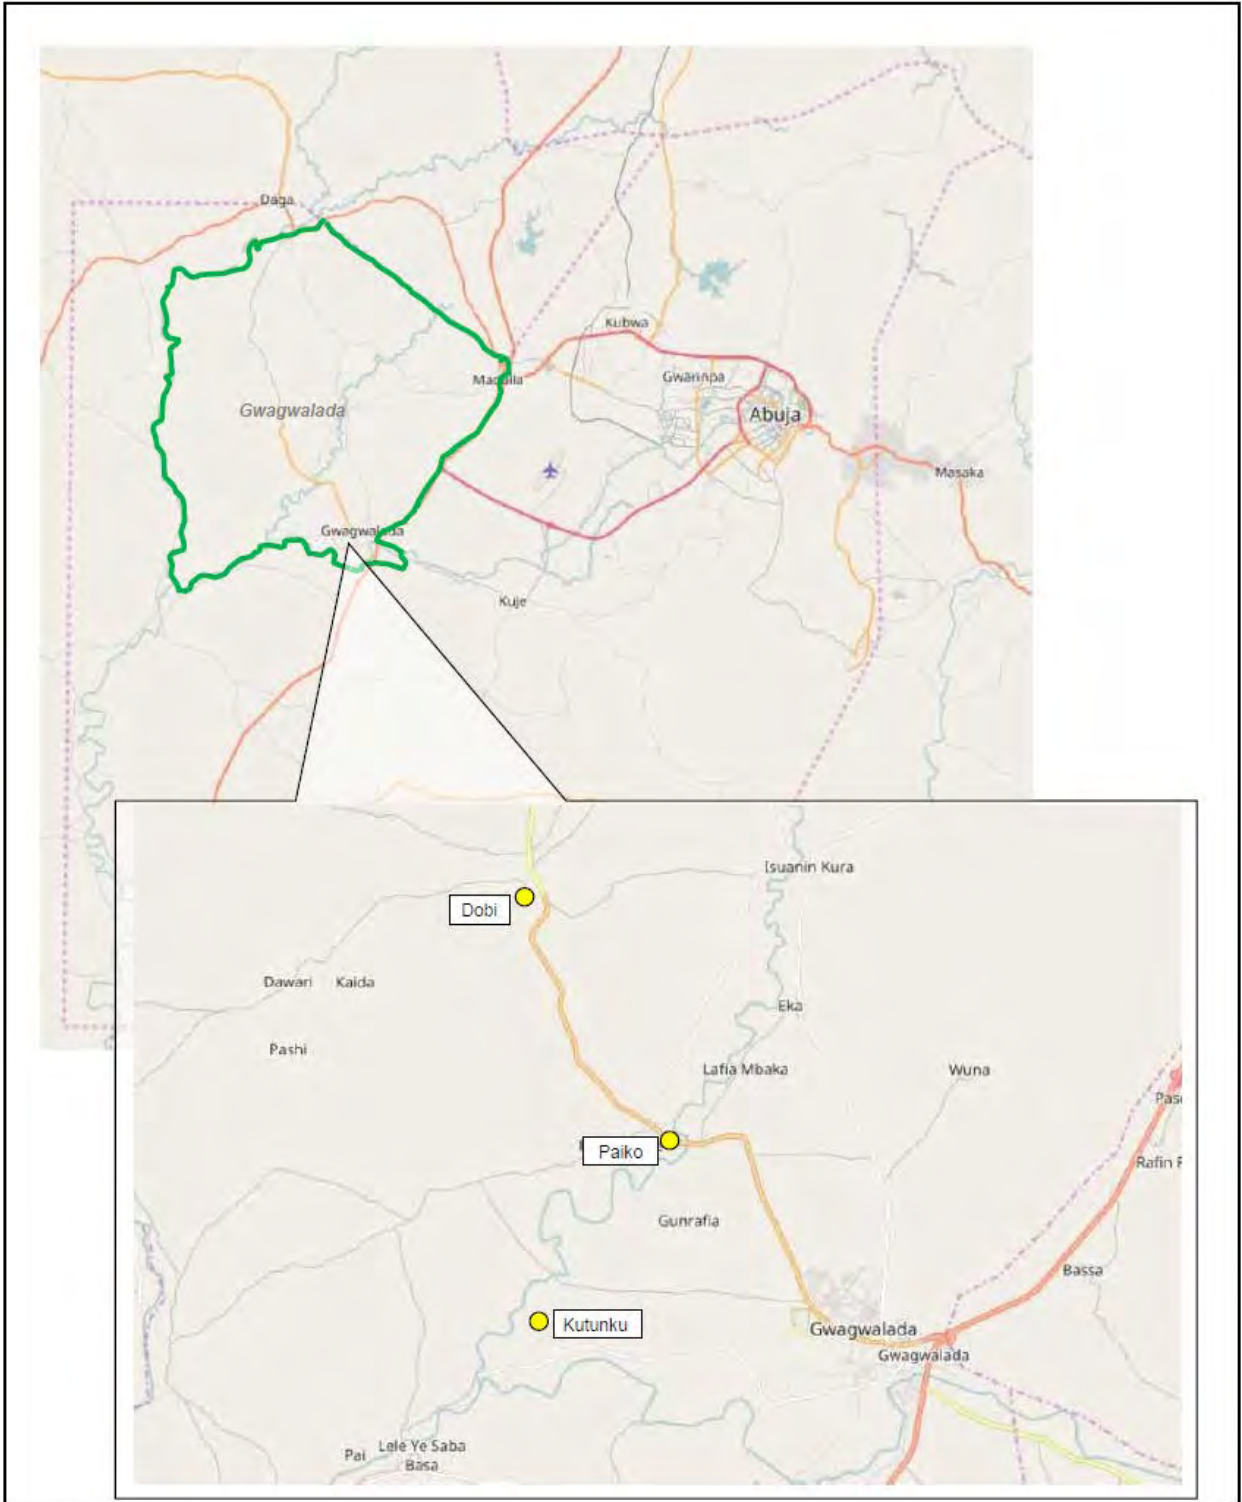 Daga
Kubwa
Gwarinpa
Gwagwalada
Abuja
Masaka
Gwagwalada
Kuje
Isuanin Kura
Dobi
Dawari
Kaida
Eka
Pashi
Lafia Mbaka
Wuna
Paiko
Gunrafia
Bassa
Kutunku
Gwagwalada
Gwagwalada
Pai
Lele Ye Saba
Basa